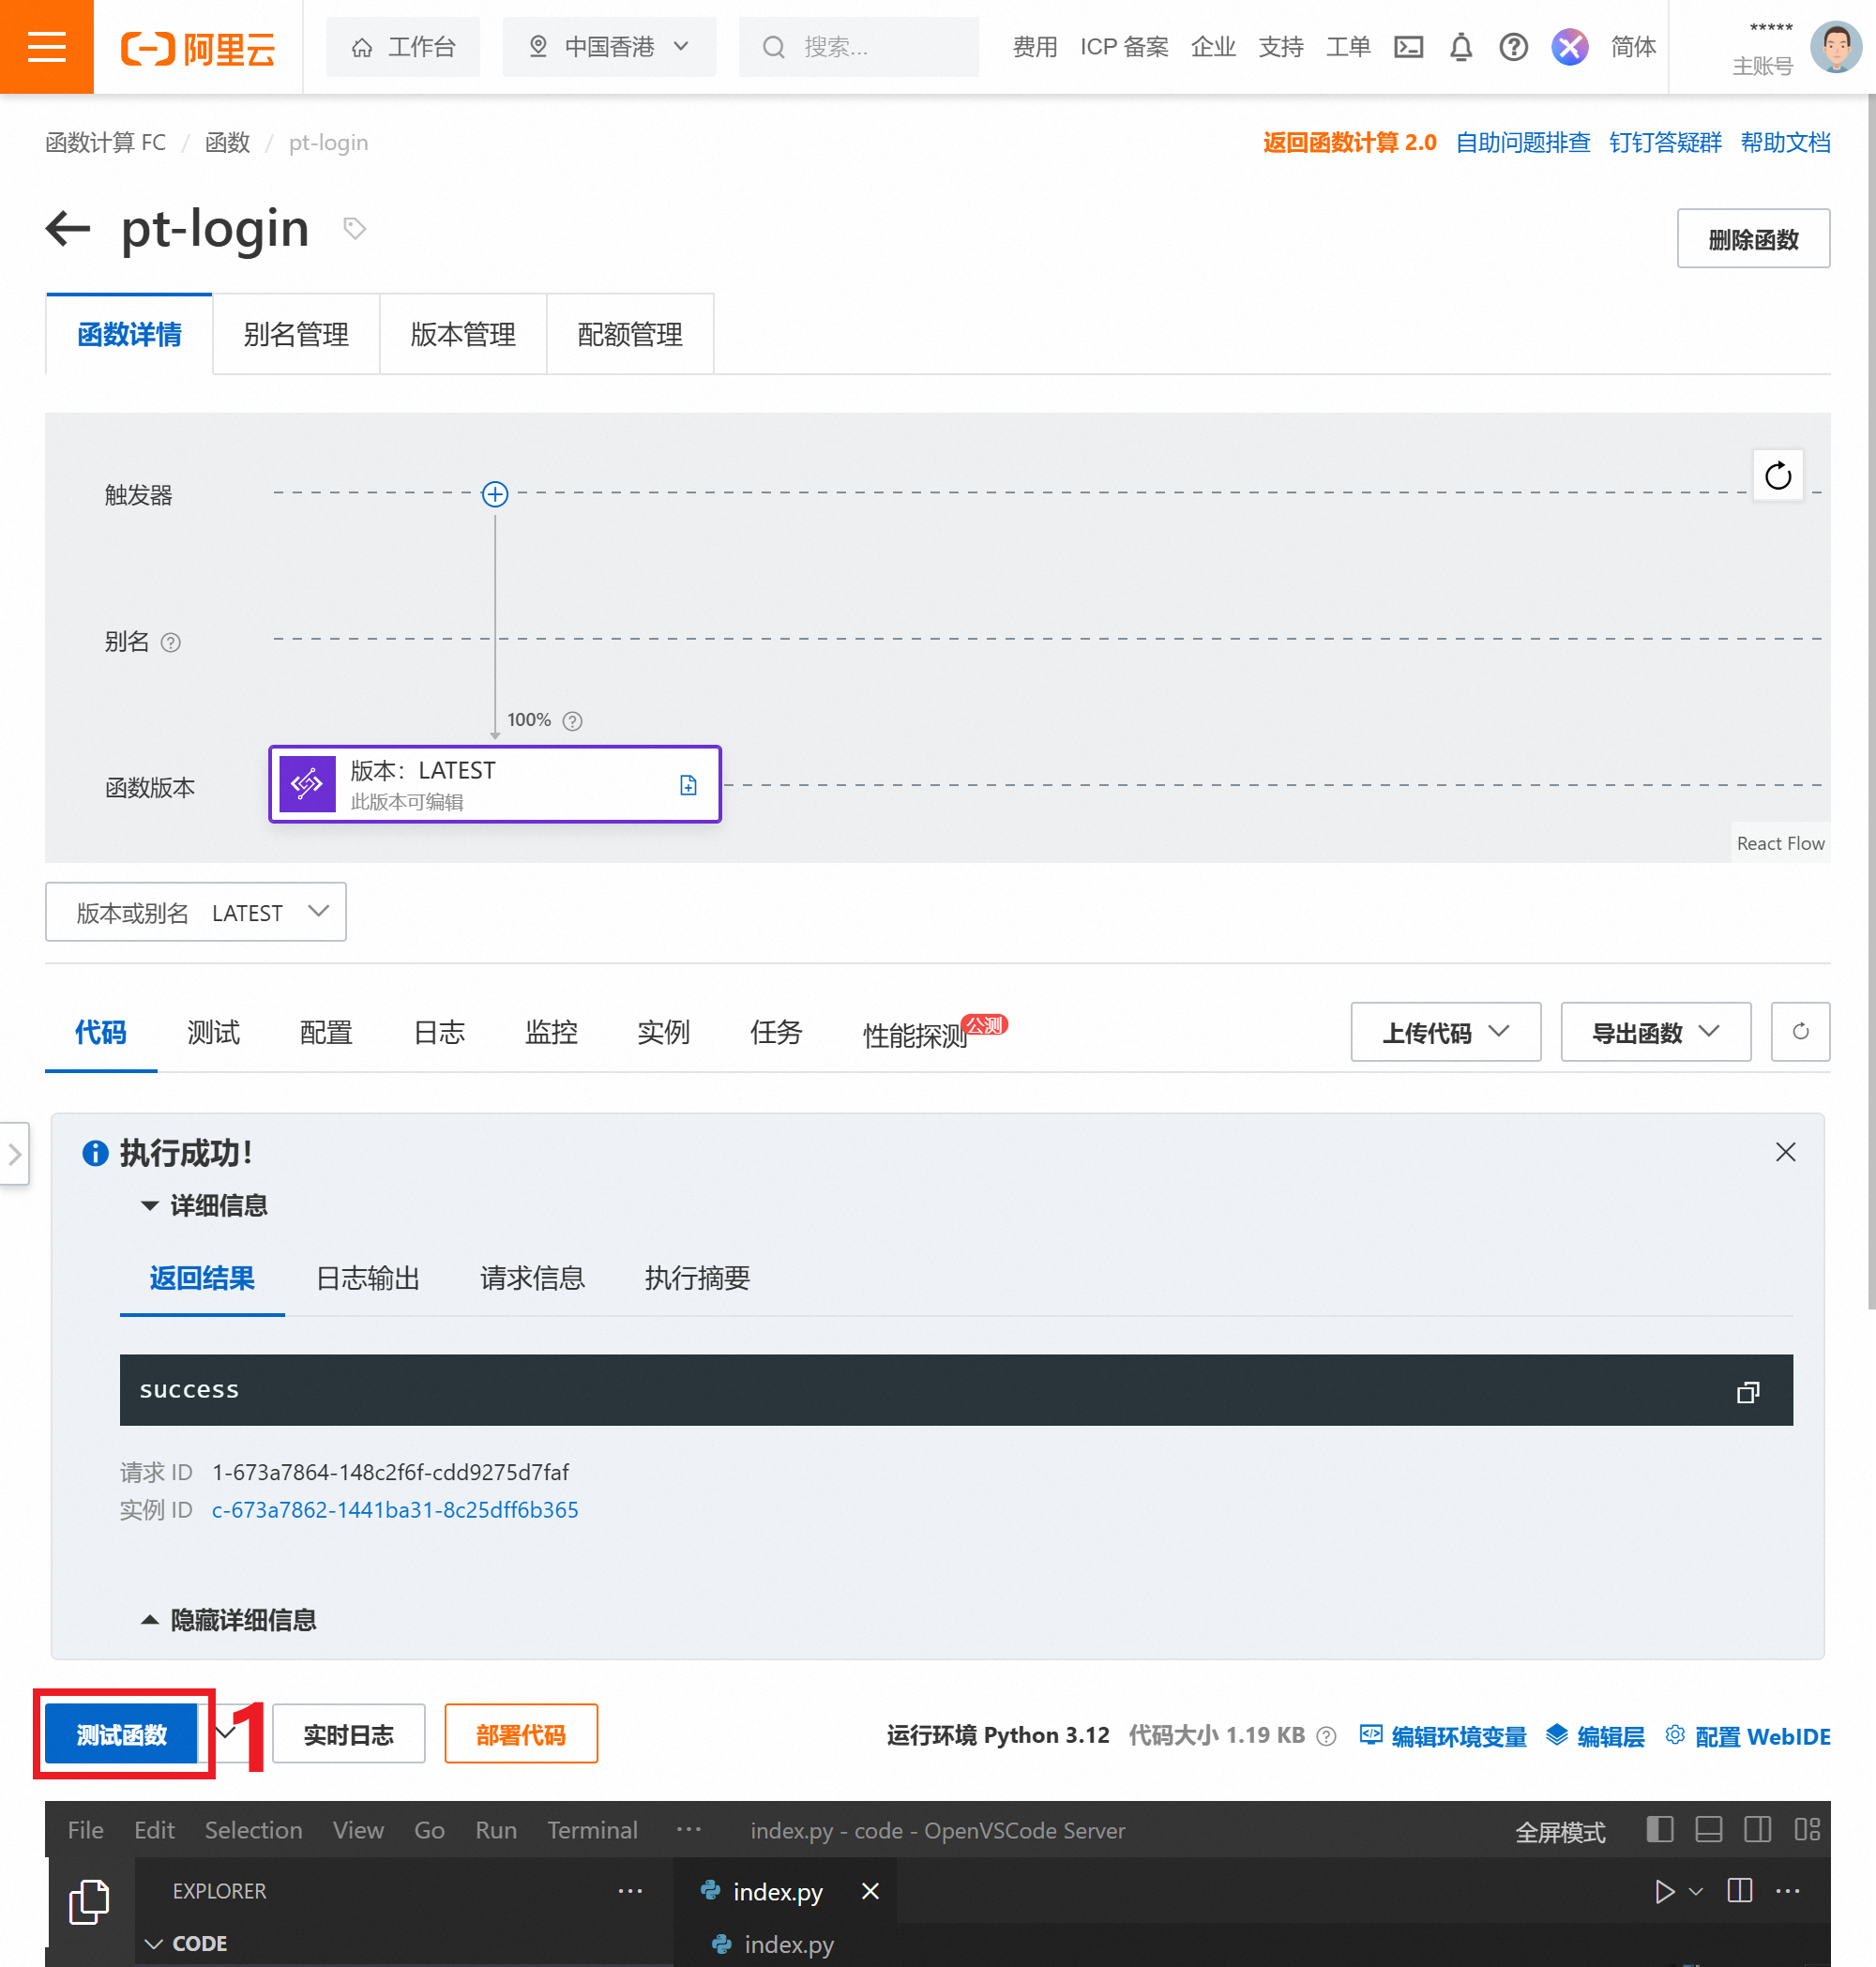 阿里云 工作台 中国香港 搜索... 费用 ICP 备案 企业 支持 工单 简体 *****
主账号
函数计算 FC / 函数 / pt-login 返回函数计算 2.0 自助问题排查 钉钉答疑群 帮助文档
pt-login 删除函数
函数详情 别名管理 版本管理 配额管理
触发器
别名
100%
函数版本 版本：LATEST
此版本可编辑
React Flow
版本或别名 LATEST
代码 测试 配置 日志 监控 实例 任务 性能探测 公测 上传代码 导出函数
执行成功！
详细信息
返回结果 日志输出 请求信息 执行摘要
success
请求 ID 1-673a7864-148c2f6f-cdd9275d7faf
实例 ID c-673a7862-1441ba31-8c25dff6b365
隐藏详细信息
测试函数 1 实时日志 部署代码 运行环境 Python 3.12 代码大小 1.19 KB 编辑环境变量 编辑层 配置 WebIDE
File Edit Selection View Go Run Terminal ··· index.py - code - OpenVSCode Server 全屏模式
EXPLORER ··· index.py ···
CODE index.py